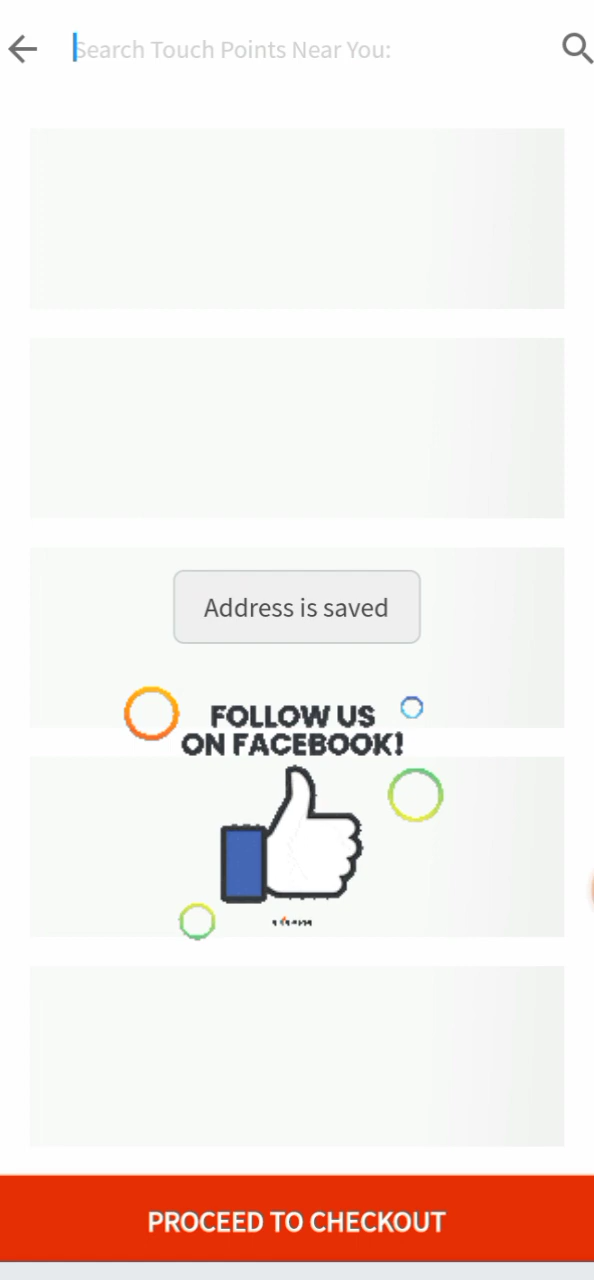 Search Touch Points Near You:
Address is saved
FOLLOW US
ON FACEBOOK!
PROCEED TO CHECKOUT